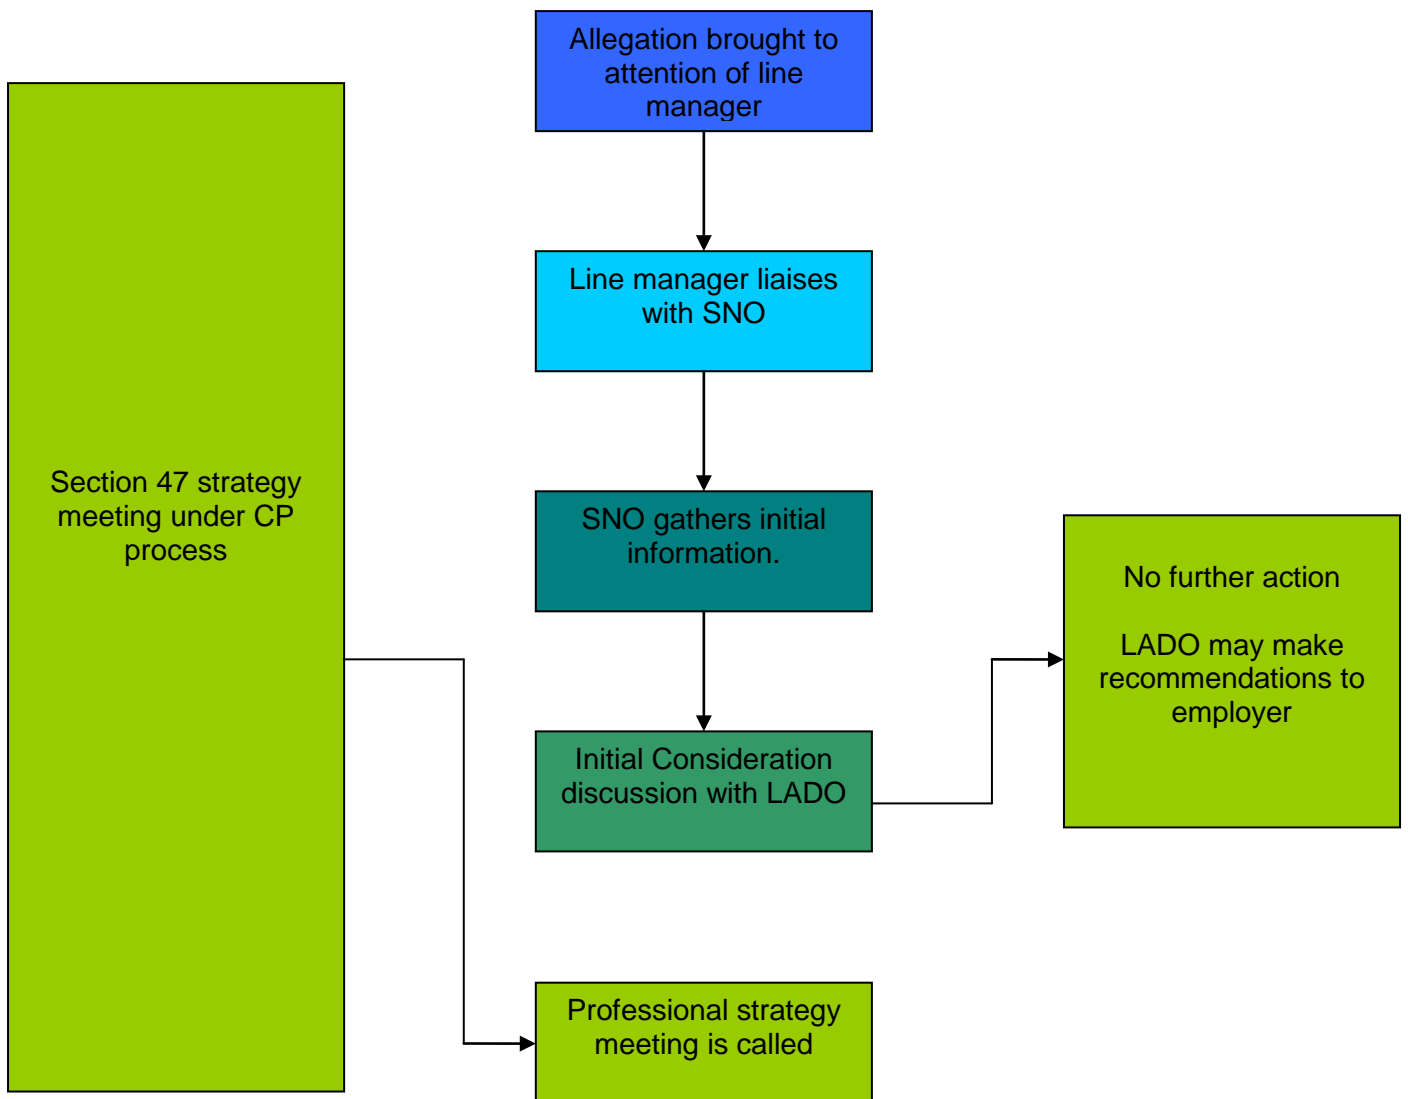 Allegation brought to
attention of line
manager
Line manager liaises
with SNO
Section 47 strategy
meeting under CP
process
SNO gathers initial
information.
No further action
LADO may make
recommendations to
employer
Initial Consideration
discussion with LADO
Professional strategy
meeting is called